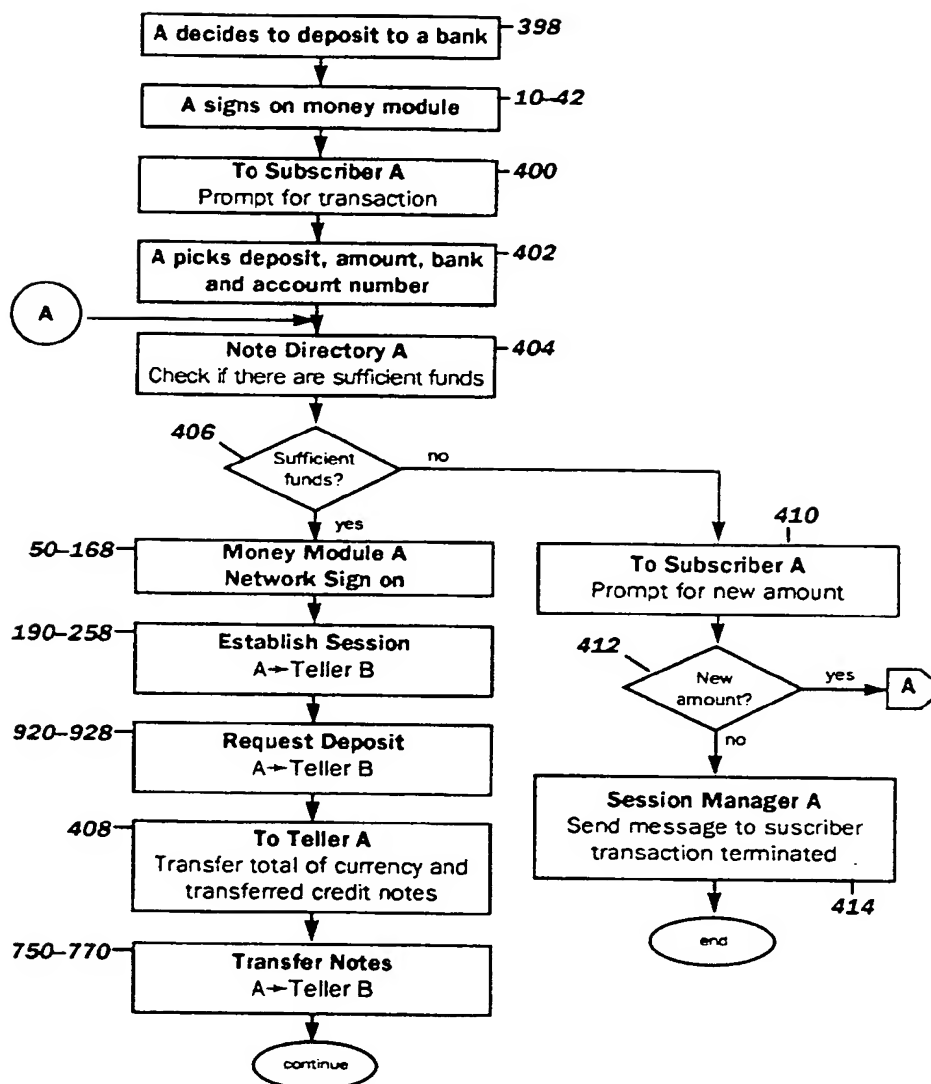 A decides to deposit to a bank
398
A signs on money module
10–42
To Subscriber A
Prompt for transaction
400
A picks deposit, amount, bank
and account number
402
A
Note Directory A
Check if there are sufficient funds
404
406
Sufficient
funds?
no
yes
50–168
Money Module A
Network Sign on
190–258
Establish Session
A→Teller B
920–928
Request Deposit
A→Teller B
408
To Teller A
Transfer total of currency and
transferred credit notes
750–770
Transfer Notes
A→Teller B
continue
410
To Subscriber A
Prompt for new amount
412
New
amount?
yes
A
no
Session Manager A
Send message to suscriber
transaction terminated
414
end